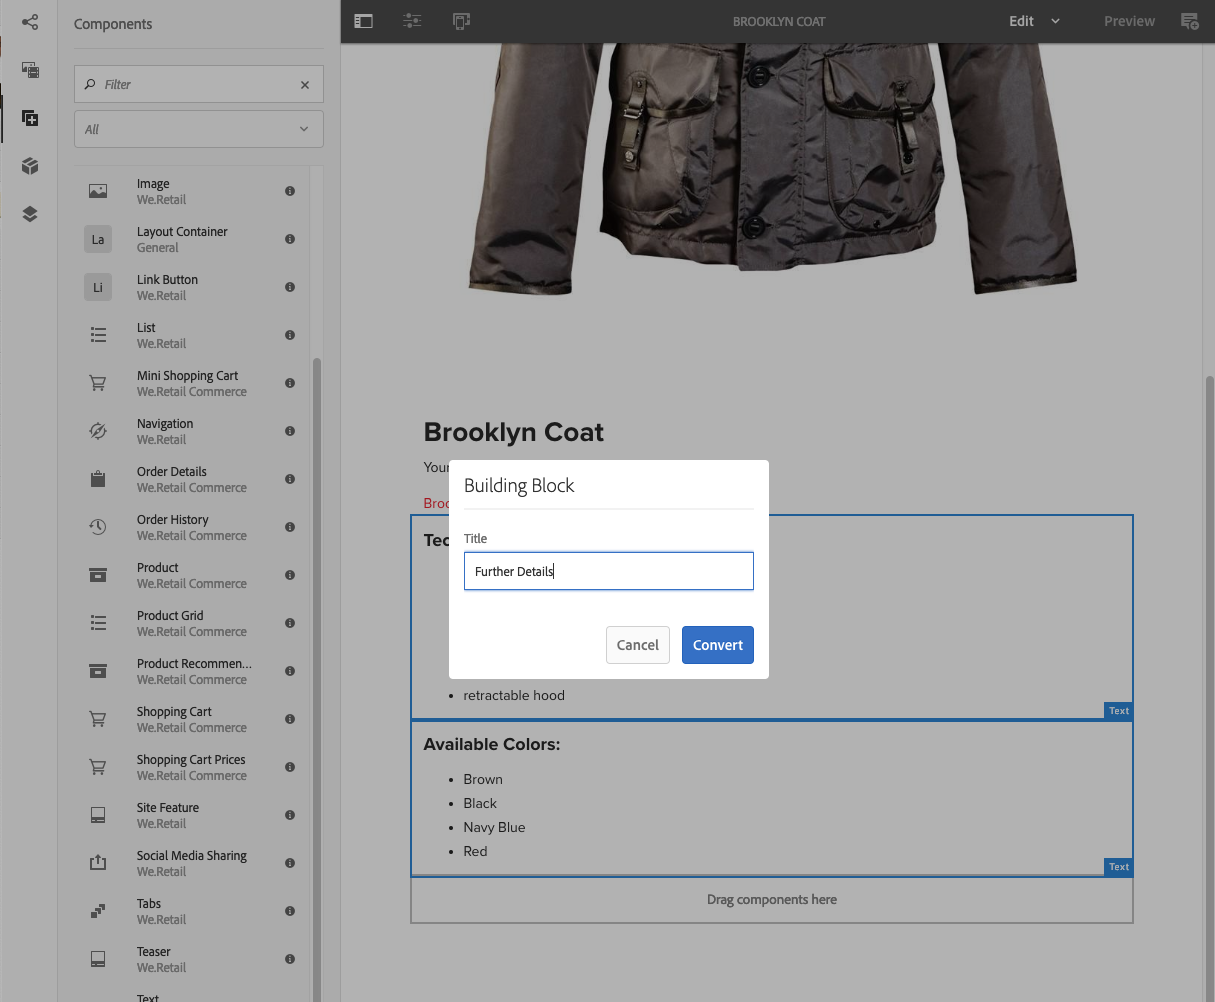 Components
BROOKLYN COAT
Edit
Preview
Filter
All
Image
We.Retail
La
Layout Container
General
Li
Link Button
We.Retail
List
We.Retail
Mini Shopping Cart
We.Retail Commerce
Navigation
We.Retail
Order Details
We.Retail Commerce
Order History
We.Retail Commerce
Product
We.Retail Commerce
Product Grid
We.Retail Commerce
Product Recommen...
We.Retail Commerce
Shopping Cart
We.Retail Commerce
Shopping Cart Prices
We.Retail Commerce
Site Feature
We.Retail
Social Media Sharing
We.Retail
Tabs
We.Retail
Teaser
We.Retail
Text
Brooklyn Coat
Your
Building Block
Title
Further Details
Cancel
Convert
• retractable hood
Text
Available Colors:
• Brown
• Black
• Navy Blue
• Red
Text
Drag components here